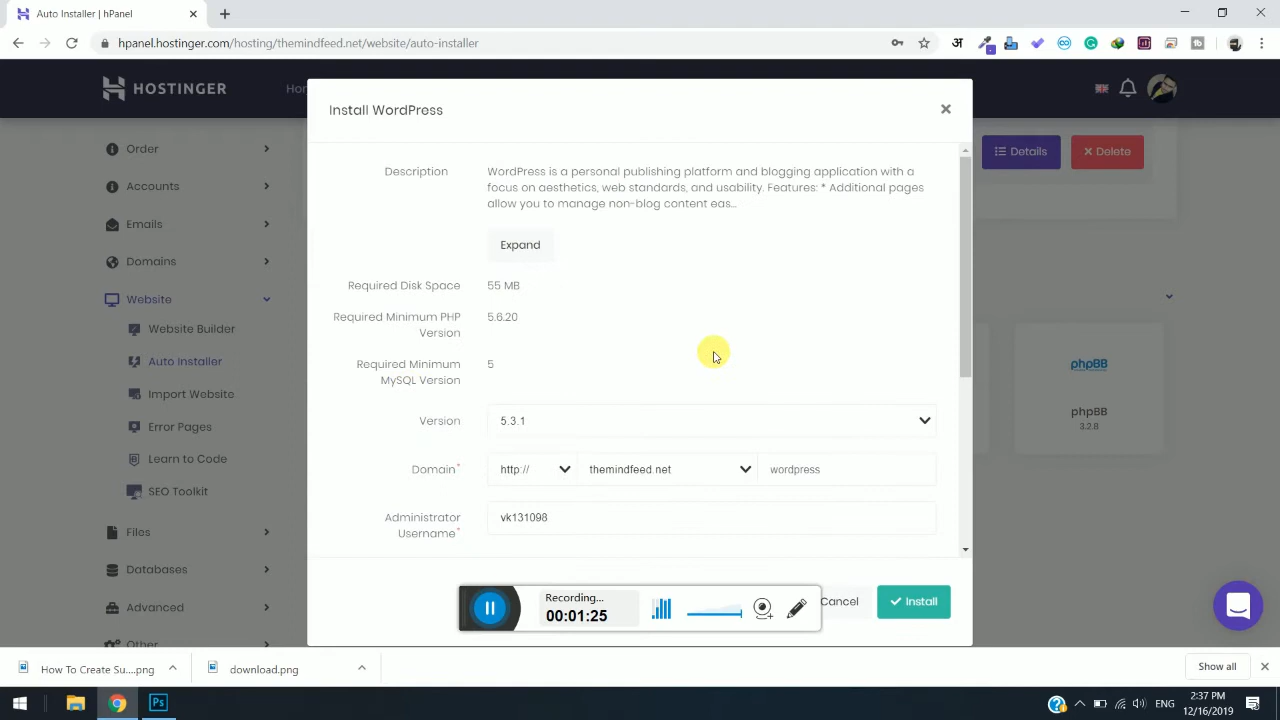 Auto Installer | hPanel
hpanel.hostinger.com/hosting/themindfeed.net/website/auto-installer
अ
tb
HOSTINGER
Hom
Install WordPress
Details
Delete
Order
Accounts
Emails
Domains
Website
Website Builder
Auto Installer
Import Website
Error Pages
Learn to Code
SEO Toolkit
Files
Databases
Advanced
Other
Description
WordPress is a personal publishing platform and blogging application with a
focus on aesthetics, web standards, and usability. Features: * Additional pages
allow you to manage non-blog content eas...
Expand
Required Disk Space
55 MB
Required Minimum PHP
Version
5.6.20
Required Minimum
MySQL Version
5
Version
5.3.1
Domain*
http://
themindfeed.net
wordpress
Administrator
Username*
vk131098
phpBB
phpBB
3.2.8
Recording...
00:01:25
Cancel
Install
How To Create Su....png
download.png
Show all
Ps
ENG
2:37 PM
12/16/2019